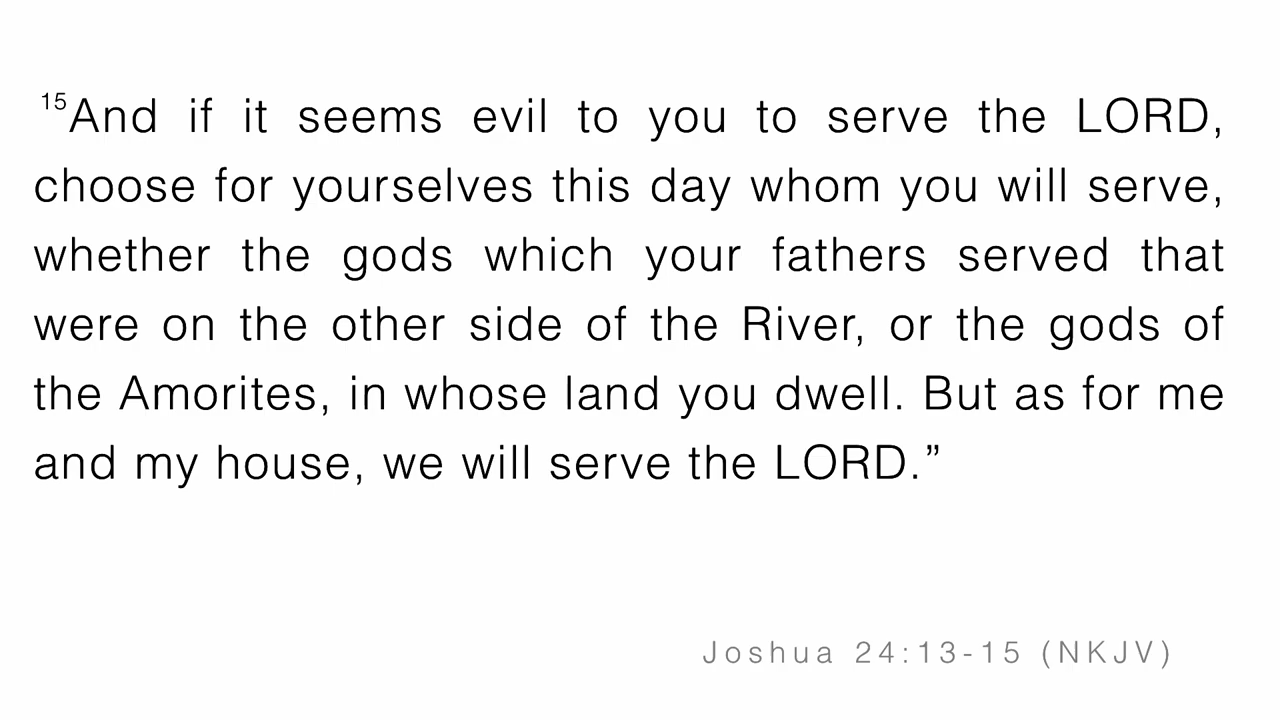 15And if it seems evil to you to serve the LORD,
choose for yourselves this day whom you will serve,
whether the gods which your fathers served that
were on the other side of the River, or the gods of
the Amorites, in whose land you dwell. But as for me
and my house, we will serve the LORD.”
Joshua 24:13-15 (NKJV)